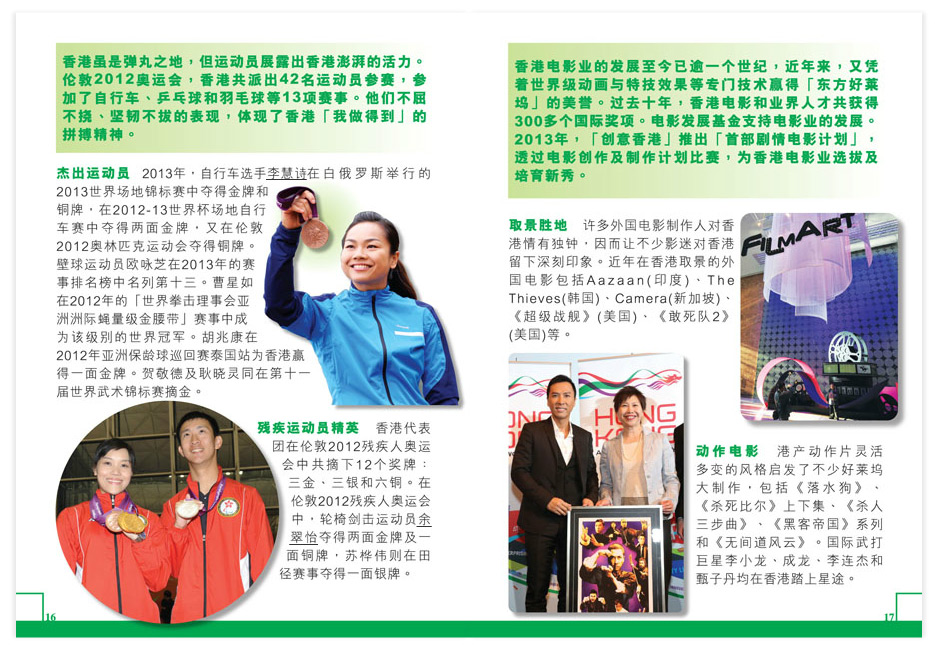 香港虽是弹丸之地，但运动员展露出香港澎湃的活力。
伦敦2012奥运会，香港共派出42名运动员参赛，参
加了自行车、乒乓球和羽毛球等13项赛事。他们不屈
不挠、坚韧不拔的表现，体现了香港「我做得到」的
拼搏精神。
杰出运动员 2013年，自行车选手李慧诗在白俄罗斯举行的
2013世界场地锦标赛中夺得金牌和
铜牌，在2012-13世界杯场地自行
车赛中夺得两面金牌，又在伦敦
2012奥林匹克运动会夺得铜牌。
壁球运动员欧咏芝在2013年的赛
事排名榜中名列第十三。曹星如
在2012年的「世界拳击理事会亚
洲洲际蝇量级金腰带」赛事中成
为该级别的世界冠军。胡兆康在
2012年亚洲保龄球巡回赛泰国站为香港赢
得一面金牌。贺敬德及耿晓灵同在第十一
届世界武术锦标赛摘金。
残疾运动员精英 香港代表
团在伦敦2012残疾人奥运
会中共摘下12个奖牌：
三金、三银和六铜。在
伦敦2012残疾人奥运会
中，轮椅剑击运动员余
翠怡夺得两面金牌及一
面铜牌，苏桦伟则在田
径赛事夺得一面银牌。
16
香港电影业的发展至今已逾一个世纪，近年来，又凭
着世界级动画与特技效果等专门技术赢得「东方好莱
坞」的美誉。过去十年，香港电影和业界人才共获得
300多个国际奖项。电影发展基金支持电影业的发展。
2013年，「创意香港」推出「首部剧情电影计划」，
透过电影创作及制作计划比赛，为香港电影业选拔及
培育新秀。
取景胜地 许多外国电影制作人对香
港情有独钟，因而让不少影迷对香港
留下深刻印象。近年在香港取景的外
国电影包括Aazaan(印度)、The
Thieves(韩国)、Camera(新加坡)、
《超级战舰》(美国)、《敢死队2》
(美国)等。
FILMART
HONG
HONG
KONG
动作电影 港产动作片灵活
多变的风格启发了不少好莱坞
大制作，包括《落水狗》、
《杀死比尔》上下集、《杀人
三步曲》、《黑客帝国》系列
和《无间道风云》。国际武打
巨星李小龙、成龙、李连杰和
甄子丹均在香港踏上星途。
17